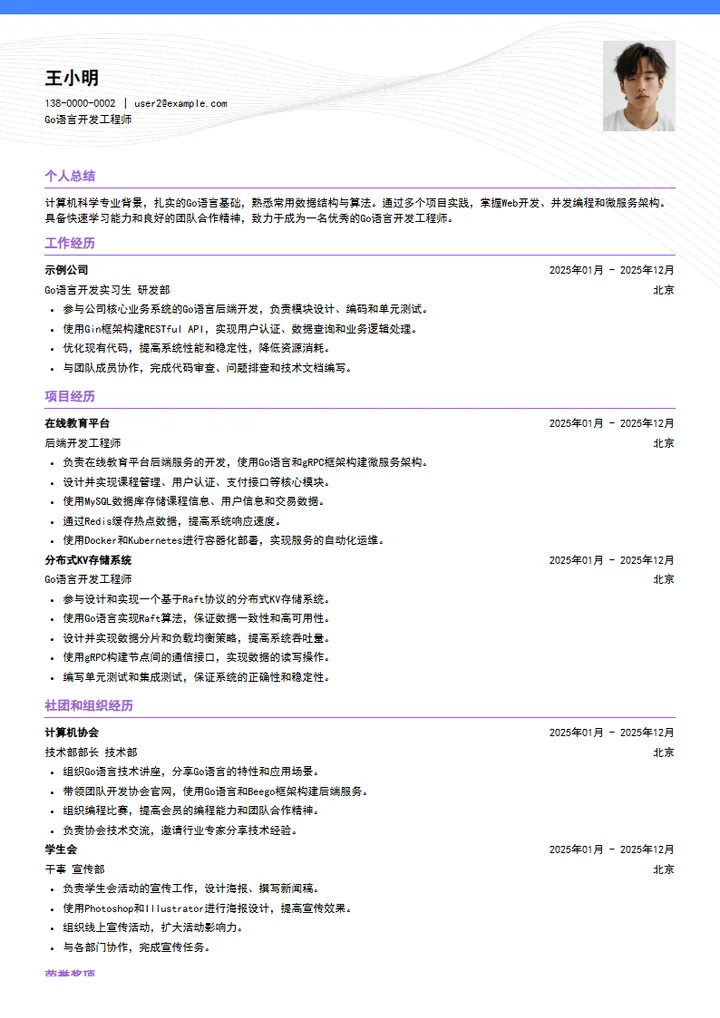 王小明
138-0000-0002 | user2@example.com
Go语言开发工程师
个人总结
计算机科学专业背景，扎实的Go语言基础，熟悉常用数据结构与算法。通过多个项目实践，掌握Web开发、并发编程和微服务架构。
具备快速学习能力和良好的团队合作精神，致力于成为一名优秀的Go语言开发工程师。
工作经历
示例公司 2025年01月 - 2025年12月
Go语言开发实习生 研发部 北京
• 参与公司核心业务系统的Go语言后端开发，负责模块设计、编码和单元测试。
• 使用Gin框架构建RESTful API，实现用户认证、数据查询和业务逻辑处理。
• 优化现有代码，提高系统性能和稳定性，降低资源消耗。
• 与团队成员协作，完成代码审查、问题排查和技术文档编写。
项目经历
在线教育平台 2025年01月 - 2025年12月
后端开发工程师 北京
• 负责在线教育平台后端服务的开发，使用Go语言和gRPC框架构建微服务架构。
• 设计并实现课程管理、用户认证、支付接口等核心模块。
• 使用MySQL数据库存储课程信息、用户信息和交易数据。
• 通过Redis缓存热点数据，提高系统响应速度。
• 使用Docker和Kubernetes进行容器化部署，实现服务的自动化运维。
分布式KV存储系统 2025年01月 - 2025年12月
Go语言开发工程师 北京
• 参与设计和实现一个基于Raft协议的分布式KV存储系统。
• 使用Go语言实现Raft算法，保证数据一致性和高可用性。
• 设计并实现数据分片和负载均衡策略，提高系统吞吐量。
• 使用gRPC构建节点间的通信接口，实现数据的读写操作。
• 编写单元测试和集成测试，保证系统的正确性和稳定性。
社团和组织经历
计算机协会 2025年01月 - 2025年12月
技术部部长 技术部 北京
• 组织Go语言技术讲座，分享Go语言的特性和应用场景。
• 带领团队开发协会官网，使用Go语言和Beego框架构建后端服务。
• 组织编程比赛，提高会员的编程能力和团队合作精神。
• 负责协会技术交流，邀请行业专家分享技术经验。
学生会 2025年01月 - 2025年12月
干事 宣传部 北京
• 负责学生会活动的宣传工作，设计海报、撰写新闻稿。
• 使用Photoshop和Illustrator进行海报设计，提高宣传效果。
• 组织线上宣传活动，扩大活动影响力。
• 与各部门协作，完成宣传任务。
荣誉奖项